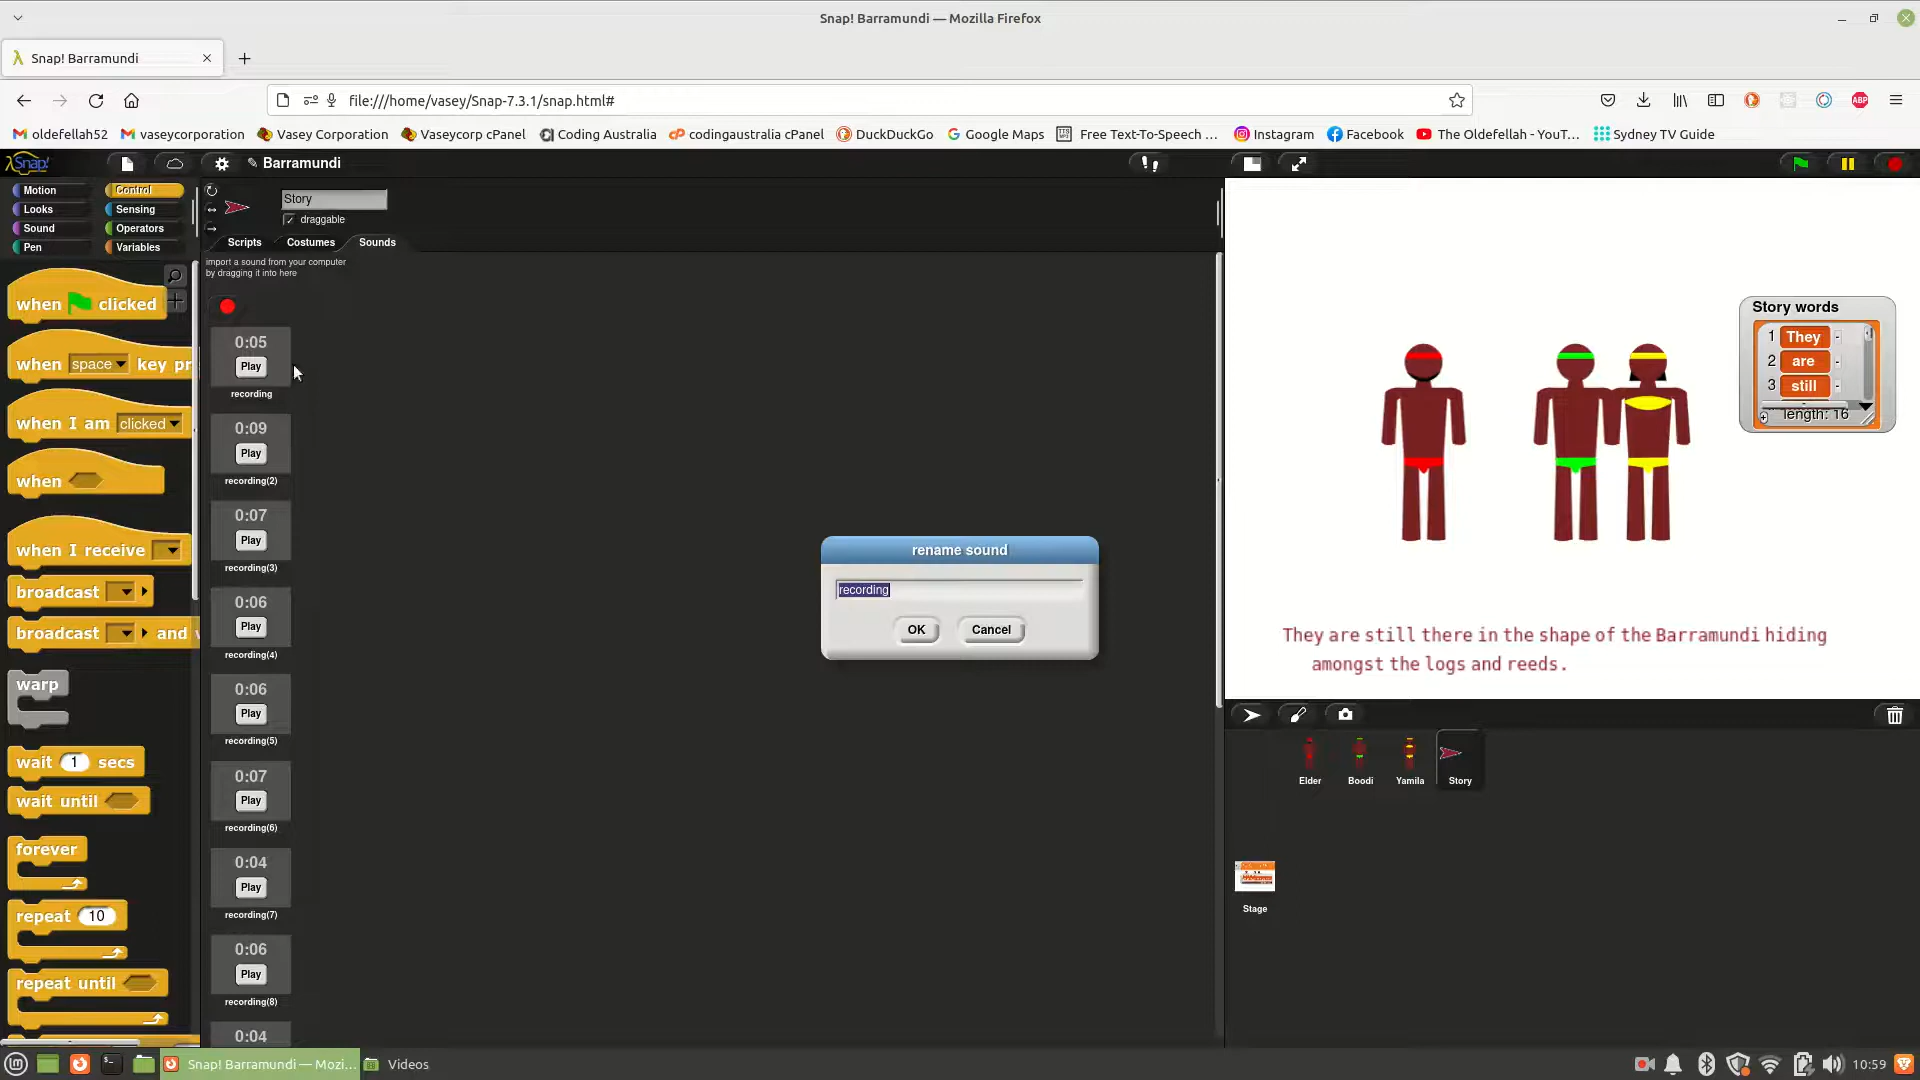 Snap! Barramundi — Mozilla Firefox
Snap! Barramundi
file:///home/vasey/Snap-7.3.1/snap.html#
oldefellah52
vaseycorporation
Vasey Corporation
Vaseycorp cPanel
Coding Australia
codingaustralia cPanel
DuckDuckGo
Google Maps
Free Text-To-Speech ...
Instagram
Facebook
The Oldefellah - YouT...
Sydney TV Guide
Snap!
Barramundi
Motion
Control
Looks
Sensing
Sound
Operators
Pen
Variables
Story
draggable
Scripts
Costumes
Sounds
import a sound from your computer
by dragging it into here
when clicked
when space key pr
when I am clicked
when
when I receive
broadcast
broadcast and w
warp
wait 1 secs
wait until
forever
repeat 10
repeat until
0:05
Play
recording
0:09
Play
recording(2)
0:07
Play
recording(3)
0:06
Play
recording(4)
0:06
Play
recording(5)
0:07
Play
recording(6)
0:04
Play
recording(7)
0:06
Play
recording(8)
0:04
rename sound
recording
OK
Cancel
Story words
1 They
2 are
3 still
length: 16
They are still there in the shape of the Barramundi hiding
amongst the logs and reeds.
Elder
Boodi
Yamila
Story
Stage
Snap! Barramundi — Mozi...
Videos
10:59